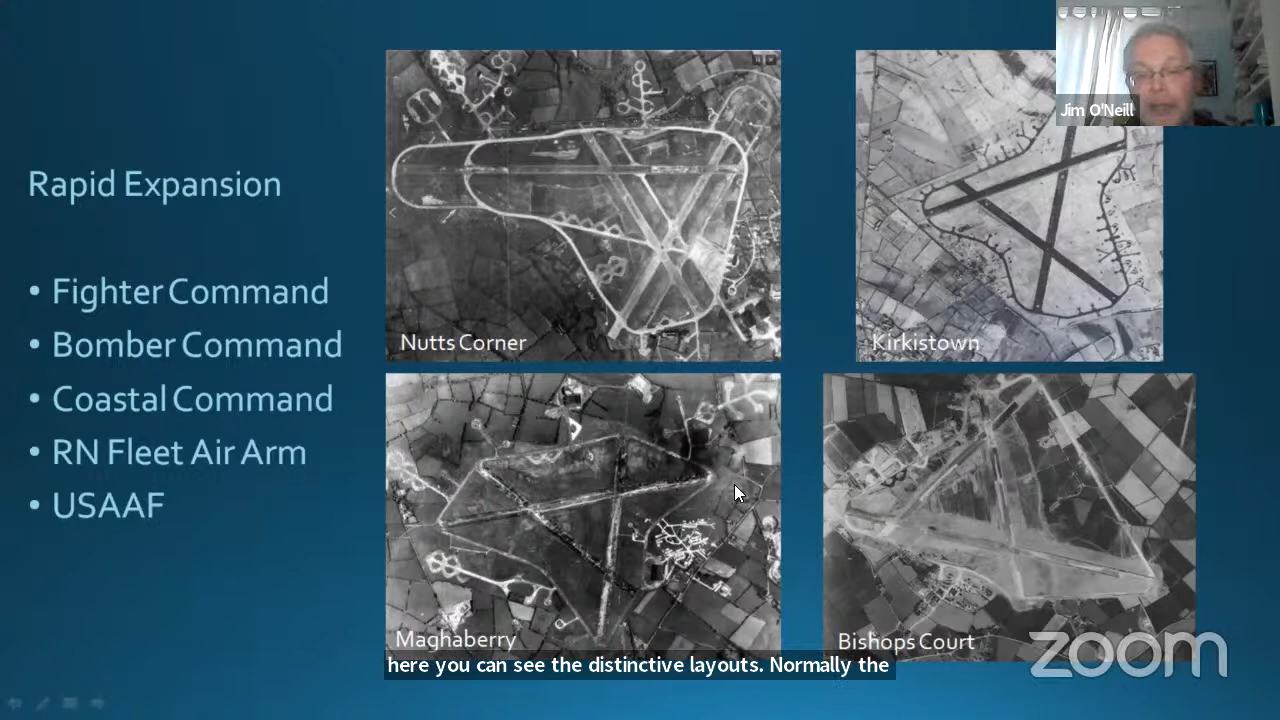 Rapid Expansion
• Fighter Command
• Bomber Command
• Coastal Command
• RN Fleet Air Arm
• USAAF
Nutts Corner
Kirkistown
Maghaberry
Bishops Court
Jim O'Neill
here you can see the distinctive layouts. Normally the
zoom